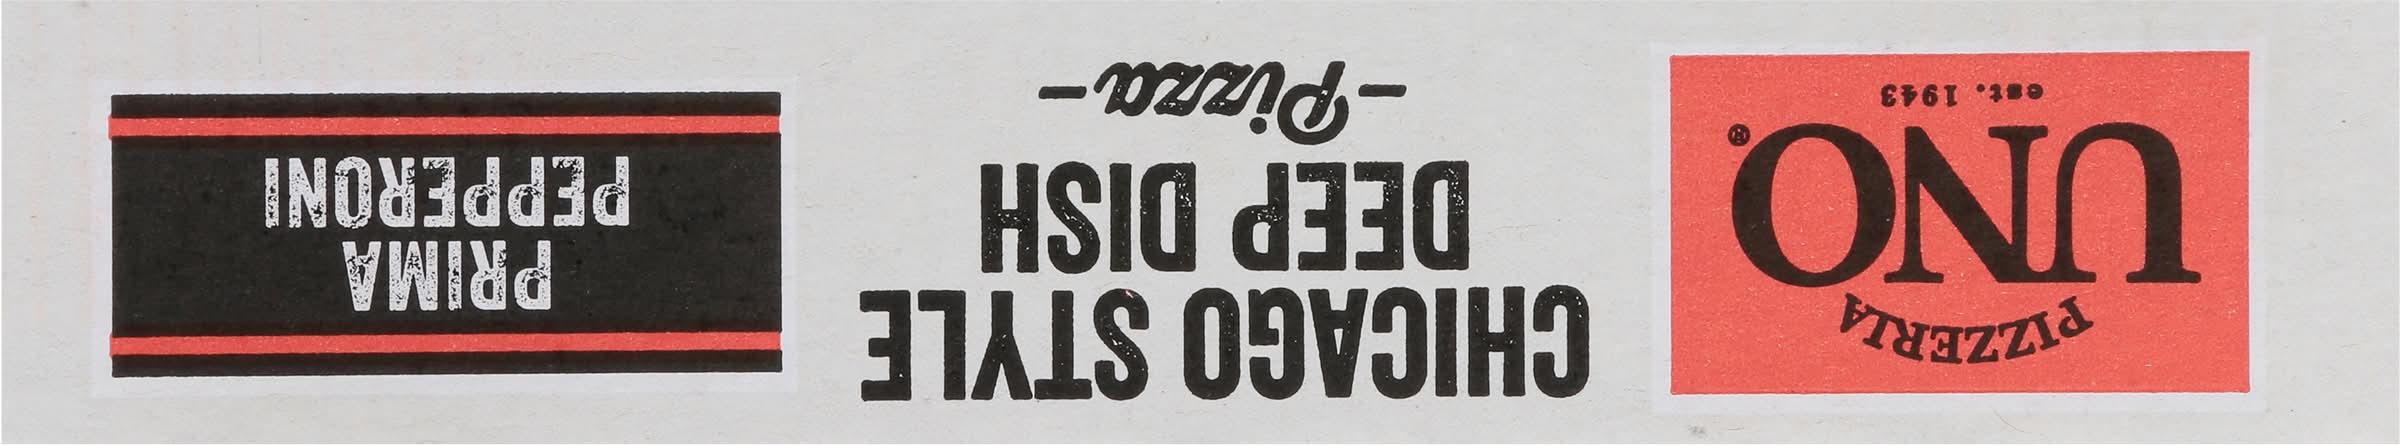 PIZZERIA
UNO®
est. 1943
CHICAGO STYLE
DEEP DISH
– Pizza –
PRIMA
PEPPERONI